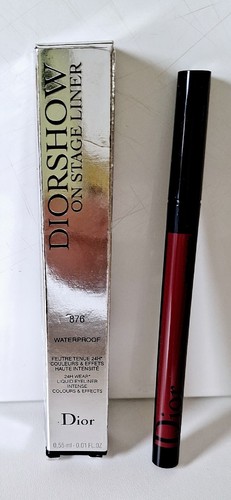 DIORSHOW
ON STAGE LINER
876
WATERPROOF
FEUTRE TENUE 24H*
COULEURS & EFFETS
HAUTE INTENSITÉ
24H WEAR*
LIQUID EYELINER
INTENSE
COLOURS & EFFECTS
Dior
0.55 ml · 0.01 FL.OZ
Dior